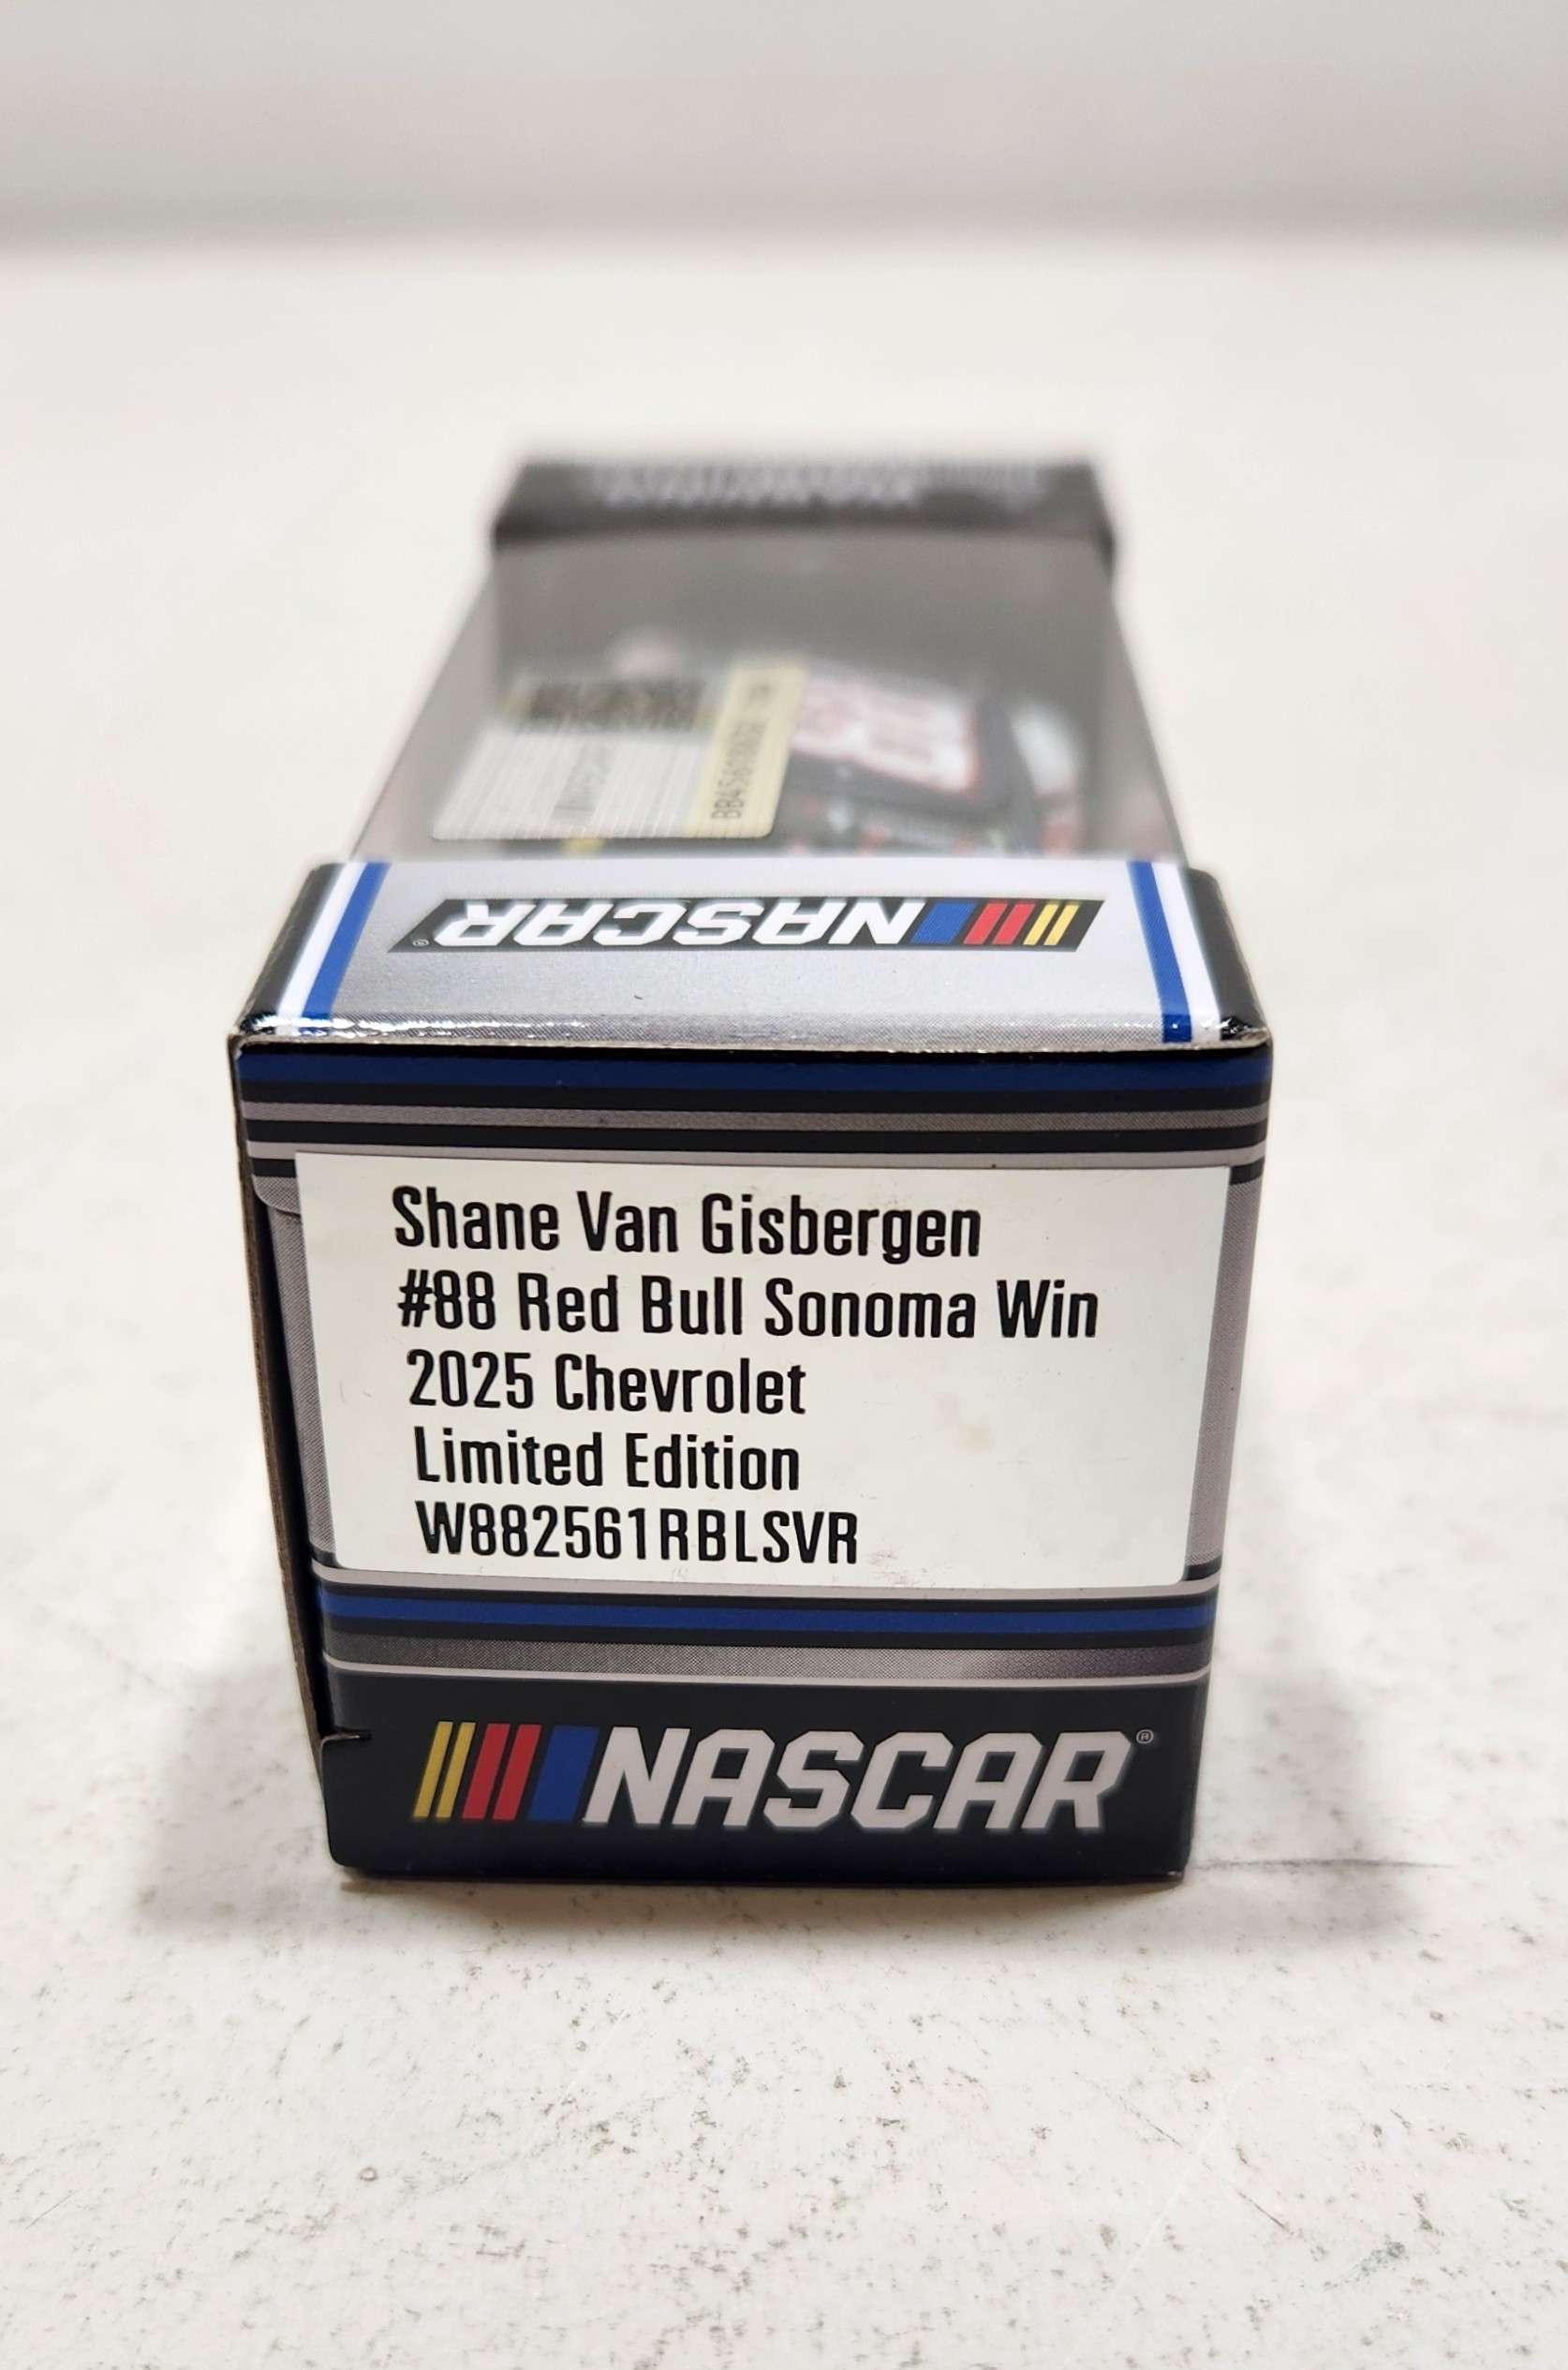 NASCAR®
Shane Van Gisbergen
#88 Red Bull Sonoma Win
2025 Chevrolet
Limited Edition
W882561RBLSVR
NASCAR®